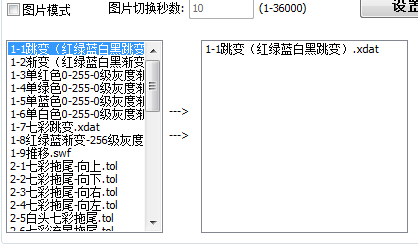 图片模式 图片切换秒数: 10 (1-36000) 设置
1-1跳变（红绿蓝白黑跳变
1-2渐变（红绿蓝白黑渐变
1-3单红色0-255-0级灰度渐
1-4单绿色0-255-0级灰度渐
1-5单蓝色0-255-0级灰度渐
1-6单白色0-255-0级灰度渐
1-7七彩跳变.xdat
1-8红绿蓝渐变-256级灰度
1-9推移.swf
2-1七彩拖尾-向上.tol
2-2七彩拖尾-向下.tol
2-3七彩拖尾-向右.tol
2-4七彩拖尾-向左.tol
2-5白头七彩拖尾.tol
2-6七彩流星拖尾.tol
--->
--->
1-1跳变（红绿蓝白黑跳变）.xdat